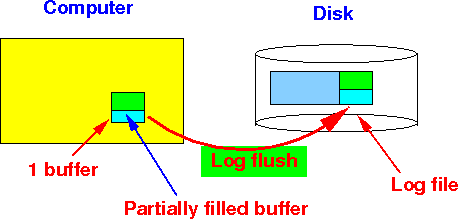 Computer
Disk
1 buffer
Log flush
Partially filled buffer
Log file